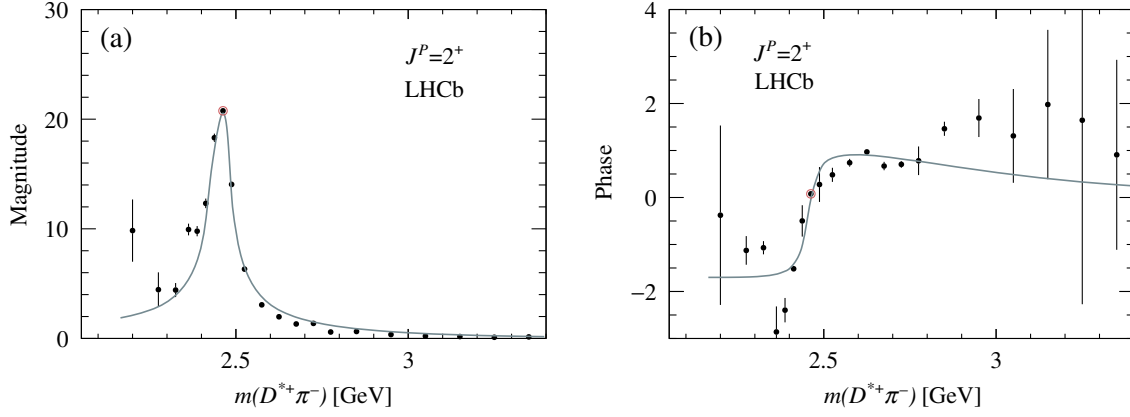 30
20
10
0
Magnitude
(a)
J^P=2^+
LHCb
2.5
3
m(D^{*+}π^−) [GeV]
4
2
0
−2
Phase
(b)
J^P=2^+
LHCb
2.5
3
m(D^{*+}π^−) [GeV]